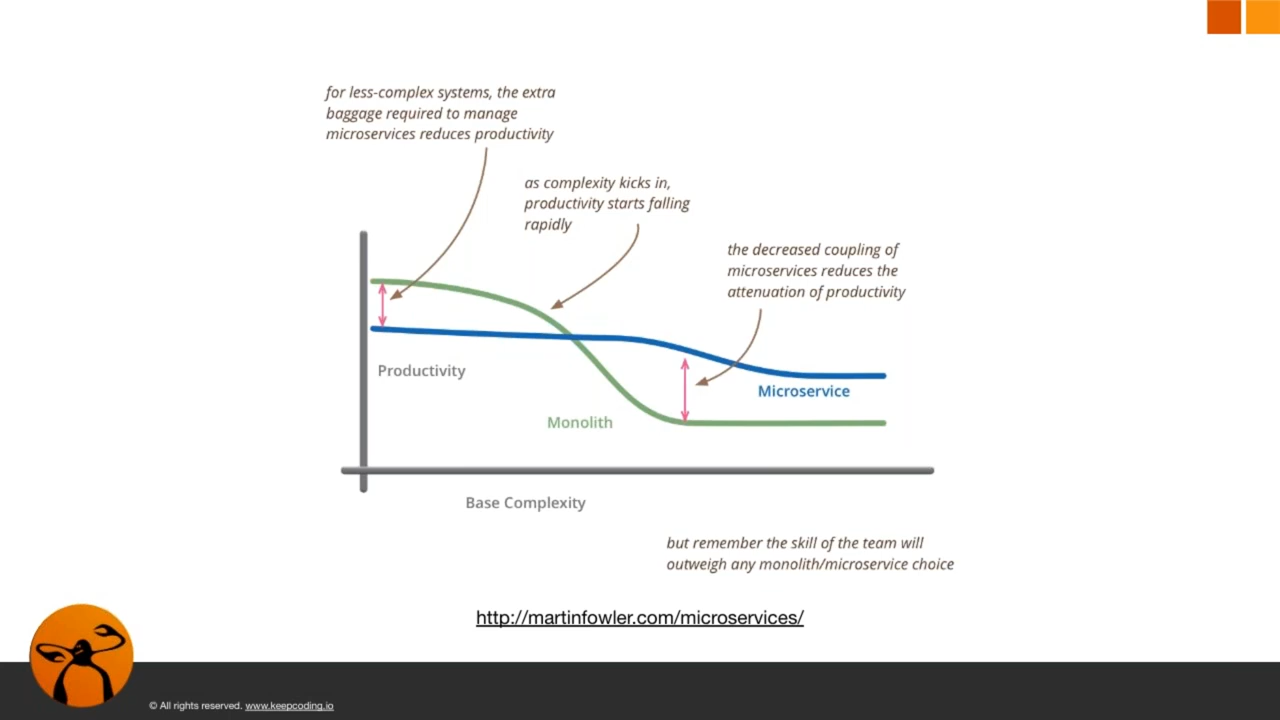 for less-complex systems, the extra
baggage required to manage
microservices reduces productivity
as complexity kicks in,
productivity starts falling
rapidly
the decreased coupling of
microservices reduces the
attenuation of productivity
Productivity
Microservice
Monolith
Base Complexity
but remember the skill of the team will
outweigh any monolith/microservice choice
http://martinfowler.com/microservices/
© All rights reserved. www.keepcoding.io